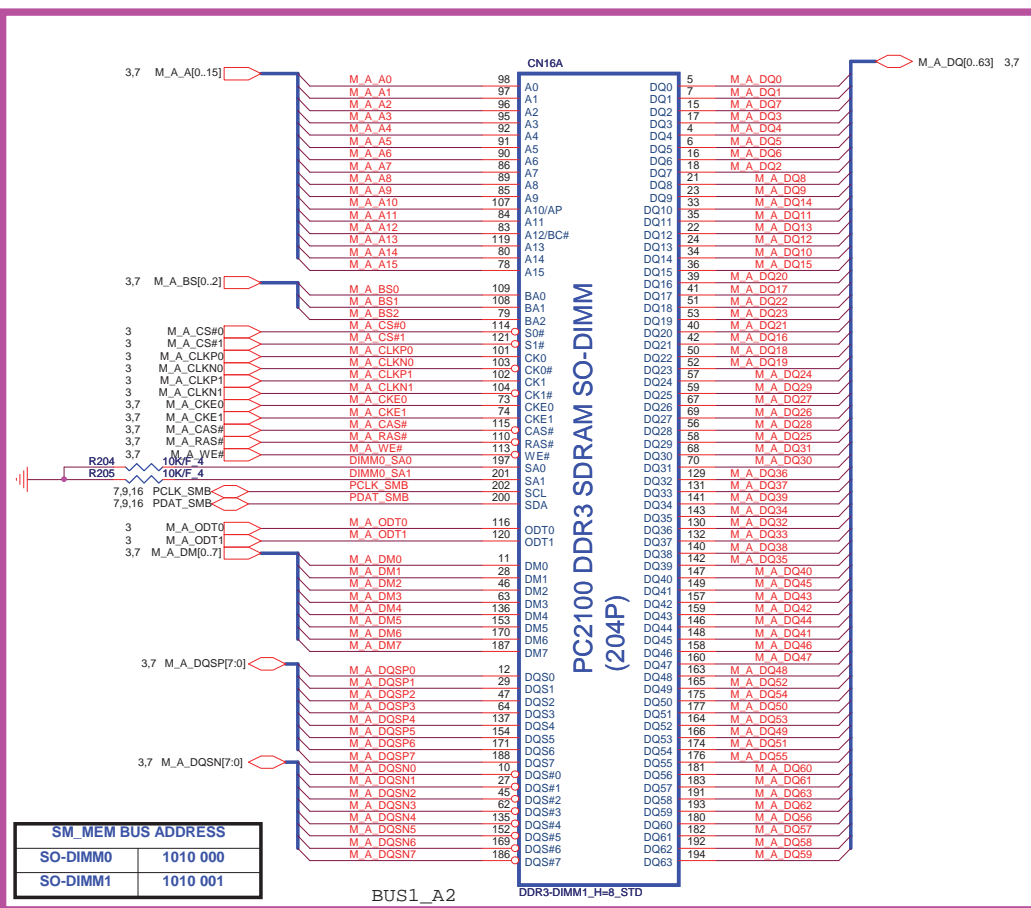 CN16A
3,7 M_A_A[0..15]
M_A_A0 98 A0
M_A_A1 97 A1
M_A_A2 96 A2
M_A_A3 95 A3
M_A_A4 92 A4
M_A_A5 91 A5
M_A_A6 90 A6
M_A_A7 86 A7
M_A_A8 89 A8
M_A_A9 85 A9
M_A_A10 107 A10/AP
M_A_A11 84 A11
M_A_A12 83 A12/BC#
M_A_A13 119 A13
M_A_A14 80 A14
M_A_A15 78 A15
3,7 M_A_BS[0..2]
M_A_BS0 109 BA0
M_A_BS1 108 BA1
M_A_BS2 79 BA2
3 M_A_CS#0 M_A_CS#0 114 S0#
3 M_A_CS#1 M_A_CS#1 121 S1#
3 M_A_CLKP0 M_A_CLKP0 101 CK0
3 M_A_CLKN0 M_A_CLKN0 103 CK0#
3 M_A_CLKP1 M_A_CLKP1 102 CK1
3 M_A_CLKN1 M_A_CLKN1 104 CK1#
3,7 M_A_CKE0 M_A_CKE0 73 CKE0
3,7 M_A_CKE1 M_A_CKE1 74 CKE1
3,7 M_A_CAS# M_A_CAS# 115 CAS#
3,7 M_A_RAS# M_A_RAS# 110 RAS#
3,7 M_A_WE# M_A_WE# 113 WE#
R204 10K/F_4 DIMM0_SA0 197 SA0
R205 10K/F_4 DIMM0_SA1 201 SA1
7,9,16 PCLK_SMB PCLK_SMB 202 SCL
7,9,16 PDAT_SMB PDAT_SMB 200 SDA
3 M_A_ODT0 M_A_ODT0 116 ODT0
3 M_A_ODT1 M_A_ODT1 120 ODT1
3,7 M_A_DM[0..7]
M_A_DM0 11 DM0
M_A_DM1 28 DM1
M_A_DM2 46 DM2
M_A_DM3 63 DM3
M_A_DM4 136 DM4
M_A_DM5 153 DM5
M_A_DM6 170 DM6
M_A_DM7 187 DM7
3,7 M_A_DQSP[7:0]
M_A_DQSP0 12 DQS0
M_A_DQSP1 29 DQS1
M_A_DQSP2 47 DQS2
M_A_DQSP3 64 DQS3
M_A_DQSP4 137 DQS4
M_A_DQSP5 154 DQS5
M_A_DQSP6 171 DQS6
M_A_DQSP7 188 DQS7
3,7 M_A_DQSN[7:0]
M_A_DQSN0 10 DQS#0
M_A_DQSN1 27 DQS#1
M_A_DQSN2 45 DQS#2
M_A_DQSN3 62 DQS#3
M_A_DQSN4 135 DQS#4
M_A_DQSN5 152 DQS#5
M_A_DQSN6 169 DQS#6
M_A_DQSN7 186 DQS#7
PC2100 DDR3 SDRAM SO-DIMM
(204P)
M_A_DQ[0..63] 3,7
DQ0 5 M_A_DQ0
DQ1 7 M_A_DQ1
DQ2 15 M_A_DQ7
DQ3 17 M_A_DQ3
DQ4 4 M_A_DQ4
DQ5 6 M_A_DQ5
DQ6 16 M_A_DQ6
DQ7 18 M_A_DQ2
DQ8 21 M_A_DQ8
DQ9 23 M_A_DQ9
DQ10 33 M_A_DQ14
DQ11 35 M_A_DQ11
DQ12 22 M_A_DQ13
DQ13 24 M_A_DQ12
DQ14 34 M_A_DQ10
DQ15 36 M_A_DQ15
DQ16 39 M_A_DQ20
DQ17 41 M_A_DQ17
DQ18 51 M_A_DQ22
DQ19 53 M_A_DQ23
DQ20 40 M_A_DQ21
DQ21 42 M_A_DQ16
DQ22 50 M_A_DQ18
DQ23 52 M_A_DQ19
DQ24 57 M_A_DQ24
DQ25 59 M_A_DQ29
DQ26 67 M_A_DQ27
DQ27 69 M_A_DQ26
DQ28 56 M_A_DQ28
DQ29 58 M_A_DQ25
DQ30 68 M_A_DQ31
DQ31 70 M_A_DQ30
DQ32 129 M_A_DQ36
DQ33 131 M_A_DQ37
DQ34 141 M_A_DQ39
DQ35 143 M_A_DQ34
DQ36 130 M_A_DQ32
DQ37 132 M_A_DQ33
DQ38 140 M_A_DQ38
DQ39 142 M_A_DQ35
DQ40 147 M_A_DQ40
DQ41 149 M_A_DQ45
DQ42 157 M_A_DQ43
DQ43 159 M_A_DQ42
DQ44 146 M_A_DQ44
DQ45 148 M_A_DQ41
DQ46 158 M_A_DQ46
DQ47 160 M_A_DQ47
DQ48 163 M_A_DQ48
DQ49 165 M_A_DQ52
DQ50 175 M_A_DQ54
DQ51 177 M_A_DQ50
DQ52 164 M_A_DQ53
DQ53 166 M_A_DQ49
DQ54 174 M_A_DQ51
DQ55 176 M_A_DQ55
DQ56 181 M_A_DQ60
DQ57 183 M_A_DQ61
DQ58 191 M_A_DQ63
DQ59 193 M_A_DQ62
DQ60 180 M_A_DQ56
DQ61 182 M_A_DQ57
DQ62 192 M_A_DQ58
DQ63 194 M_A_DQ59
SM_MEM BUS ADDRESS
SO-DIMM0 1010 000
SO-DIMM1 1010 001
BUS1_A2
DDR3-DIMM1_H=8_STD